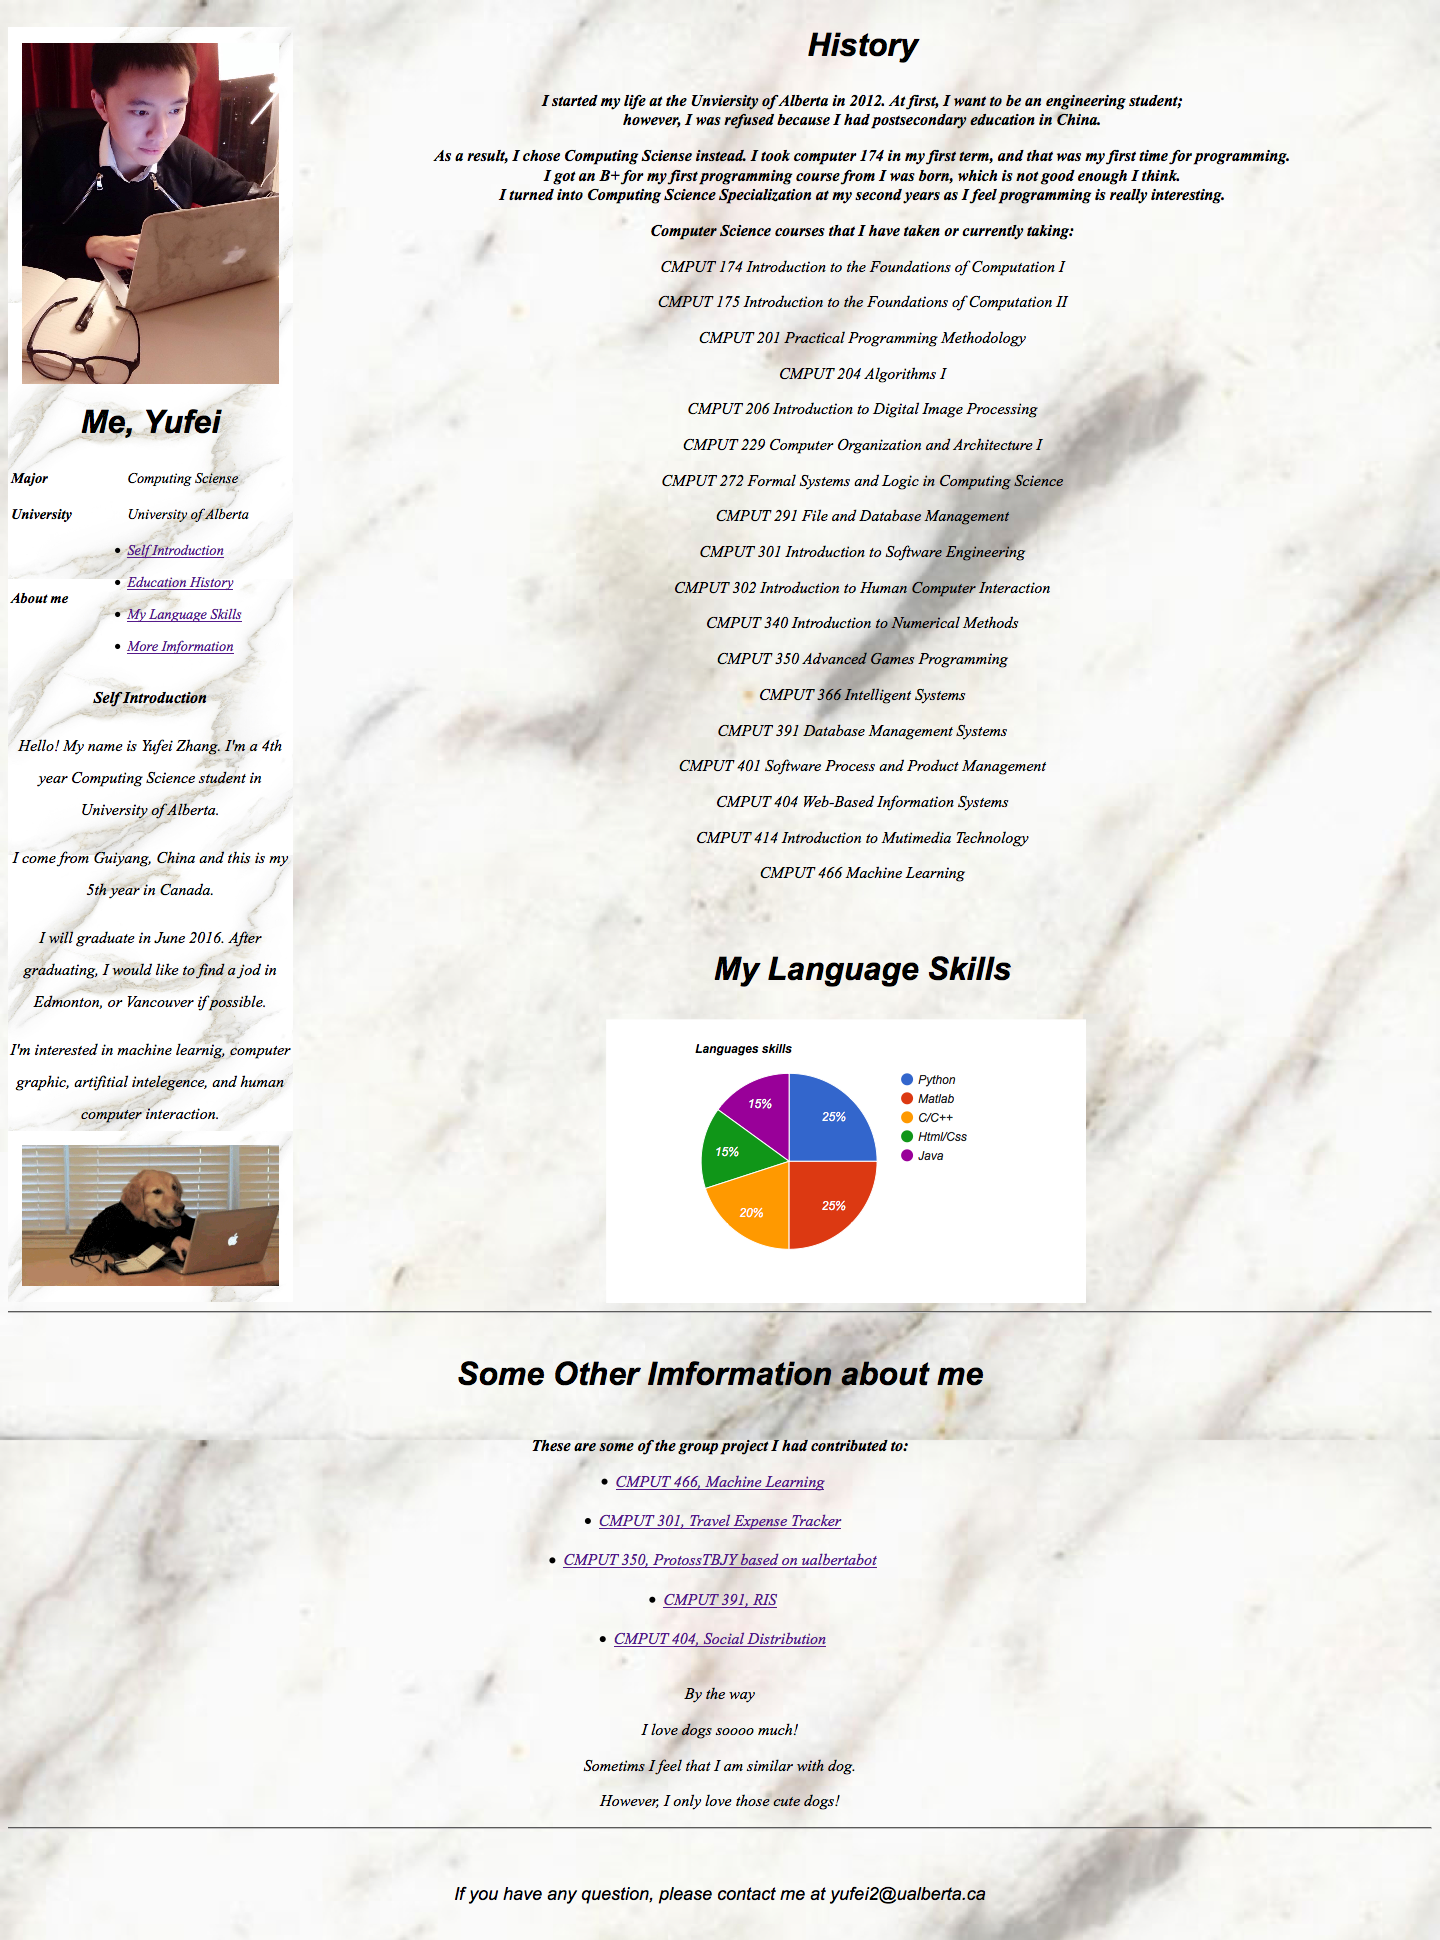 Me, Yufei
Major Computing Sciense
University University of Alberta
About me
• Self Introduction
• Education History
• My Language Skills
• More Imformation
Self Introduction
Hello! My name is Yufei Zhang. I'm a 4th
year Computing Science student in
University of Alberta.
I come from Guiyang, China and this is my
5th year in Canada.
I will graduate in June 2016. After
graduating, I would like to find a jod in
Edmonton, or Vancouver if possible.
I'm interested in machine learnig, computer
graphic, artifitial intelegence, and human
computer interaction.
History
I started my life at the Unviersity of Alberta in 2012. At first, I want to be an engineering student;
however, I was refused because I had postsecondary education in China.
As a result, I chose Computing Sciense instead. I took computer 174 in my first term, and that was my first time for programming.
I got an B+ for my first programming course from I was born, which is not good enough I think.
I turned into Computing Science Specialization at my second years as I feel programming is really interesting.
Computer Science courses that I have taken or currently taking:
CMPUT 174 Introduction to the Foundations of Computation I
CMPUT 175 Introduction to the Foundations of Computation II
CMPUT 201 Practical Programming Methodology
CMPUT 204 Algorithms I
CMPUT 206 Introduction to Digital Image Processing
CMPUT 229 Computer Organization and Architecture I
CMPUT 272 Formal Systems and Logic in Computing Science
CMPUT 291 File and Database Management
CMPUT 301 Introduction to Software Engineering
CMPUT 302 Introduction to Human Computer Interaction
CMPUT 340 Introduction to Numerical Methods
CMPUT 350 Advanced Games Programming
CMPUT 366 Intelligent Systems
CMPUT 391 Database Management Systems
CMPUT 401 Software Process and Product Management
CMPUT 404 Web-Based Information Systems
CMPUT 414 Introduction to Mutimedia Technology
CMPUT 466 Machine Learning
My Language Skills
Languages skills
15%
25%
15%
20%
25%
Python
Matlab
C/C++
Html/Css
Java
Some Other Imformation about me
These are some of the group project I had contributed to:
• CMPUT 466, Machine Learning
• CMPUT 301, Travel Expense Tracker
• CMPUT 350, ProtossTBJY based on ualbertabot
• CMPUT 391, RIS
• CMPUT 404, Social Distribution
By the way
I love dogs soooo much!
Sometims I feel that I am similar with dog.
However, I only love those cute dogs!
If you have any question, please contact me at yufei2@ualberta.ca